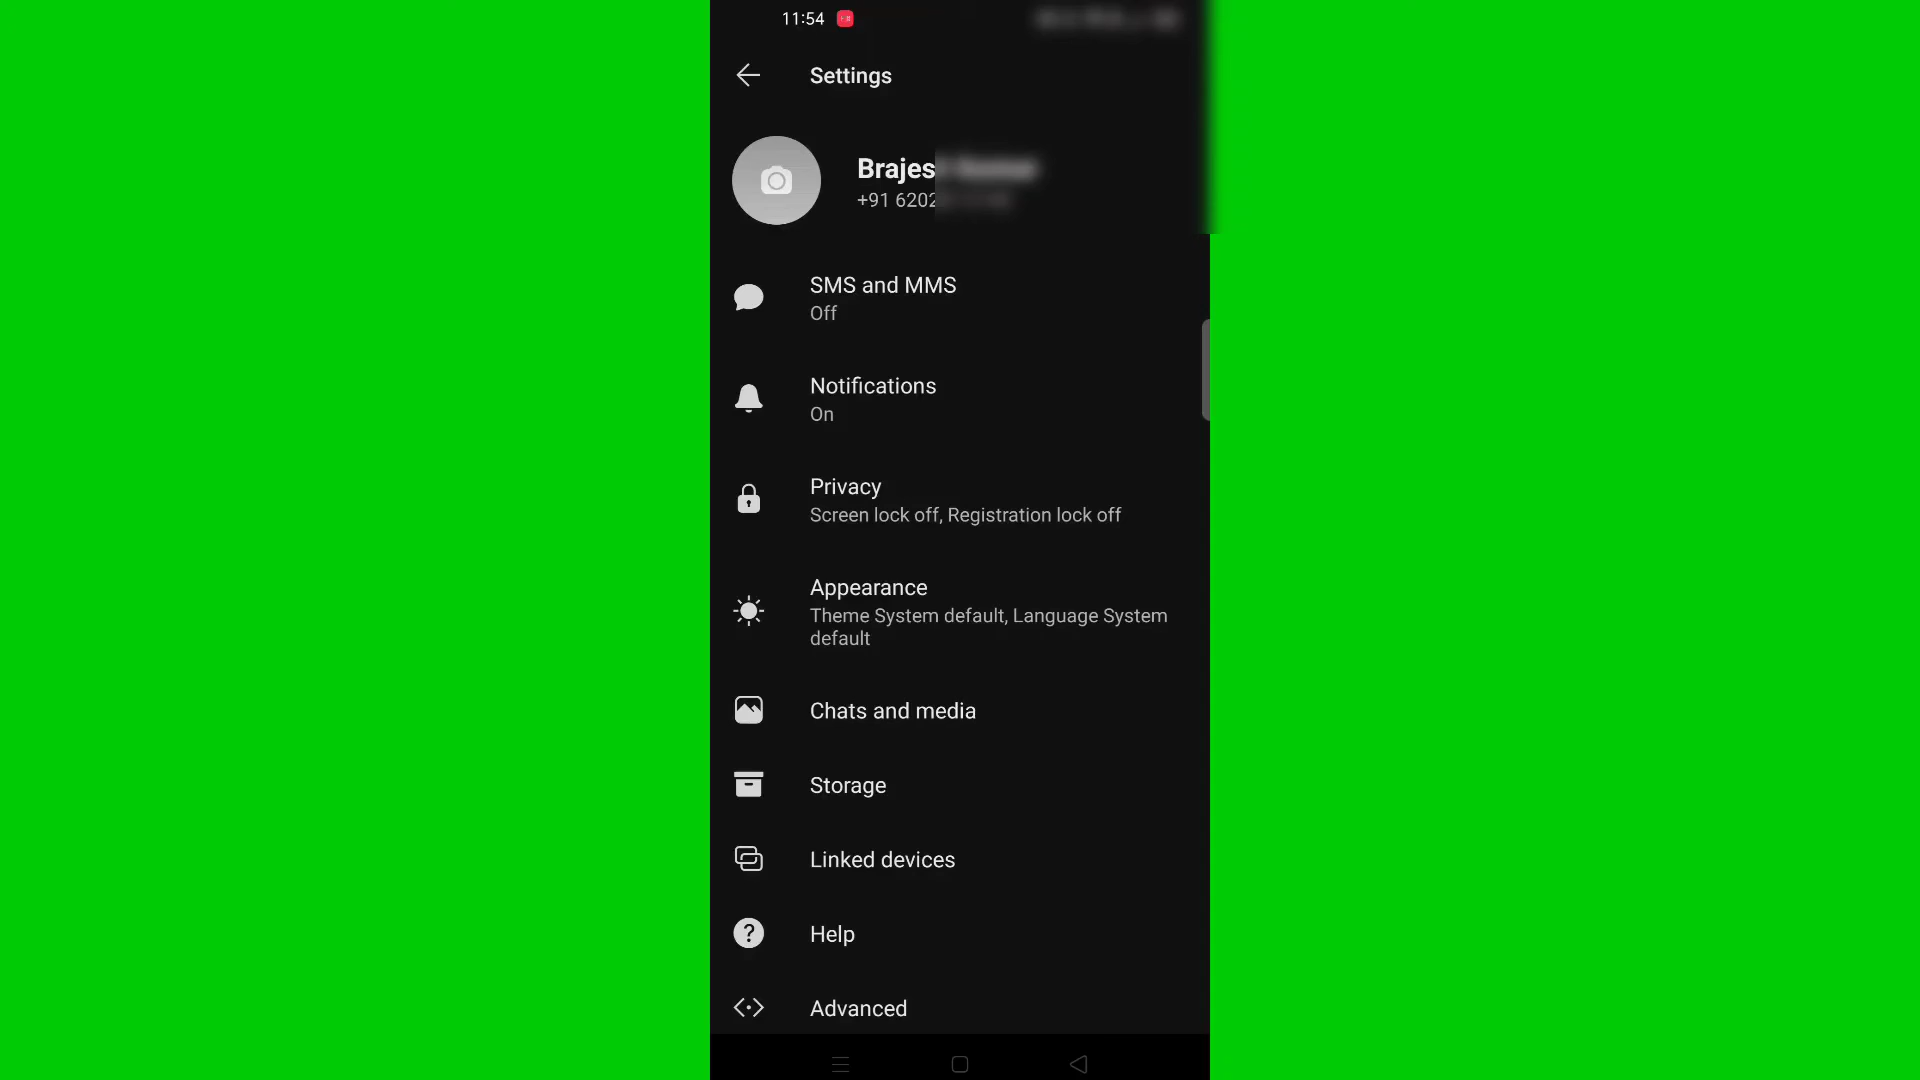 11:54
Settings
Brajes
+91 6202
SMS and MMS
Off
Notifications
On
Privacy
Screen lock off, Registration lock off
Appearance
Theme System default, Language System
default
Chats and media
Storage
Linked devices
Help
Advanced